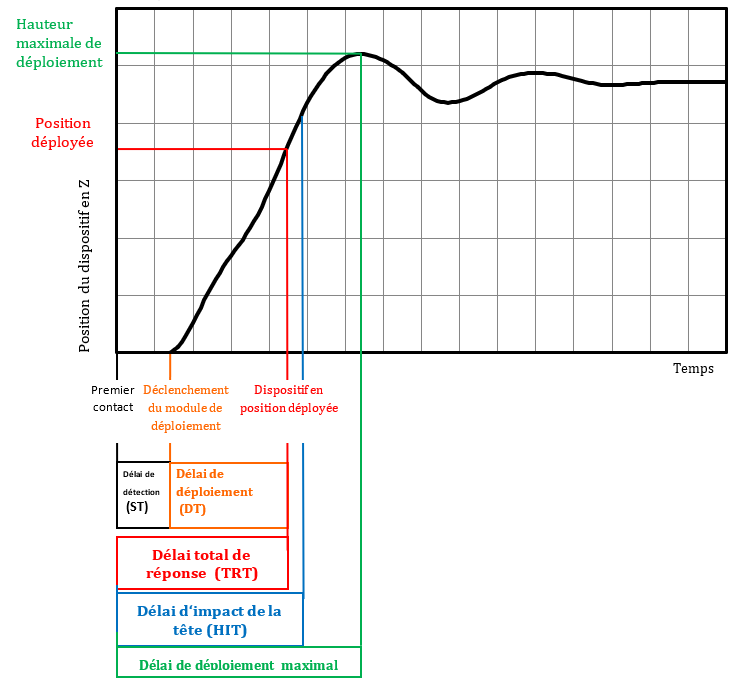 Hauteur
maximale de
déploiement
Position
déployée
Position du dispositif en Z
Temps
Premier
contact
Déclenchement
du module de
déploiement
Dispositif en
position déployée
Délai de
détection
(ST)
Délai de
déploiement
(DT)
Délai total de
réponse (TRT)
Délai d‘impact de la
tête (HIT)
Délai de déploiement maximal